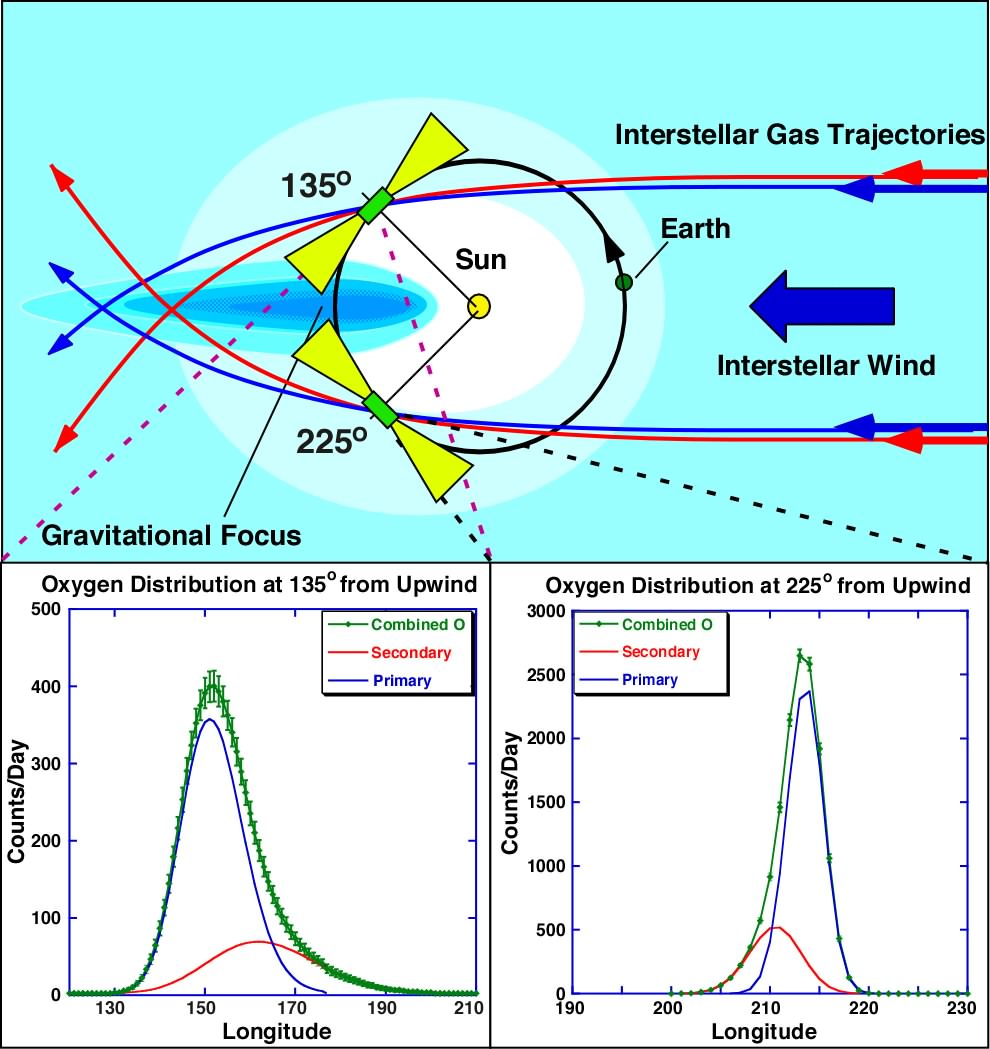 Interstellar Gas Trajectories
135°
Earth
Sun
Interstellar Wind
225°
Gravitational Focus
Oxygen Distribution at 135° from Upwind
500
400
300
200
100
0
Counts/Day
Combined O
Secondary
Primary
130 150 170 190 210
Longitude
Oxygen Distribution at 225° from Upwind
3000
2500
2000
1500
1000
500
0
Counts/Day
Combined O
Secondary
Primary
190 200 210 220 230
Longitude